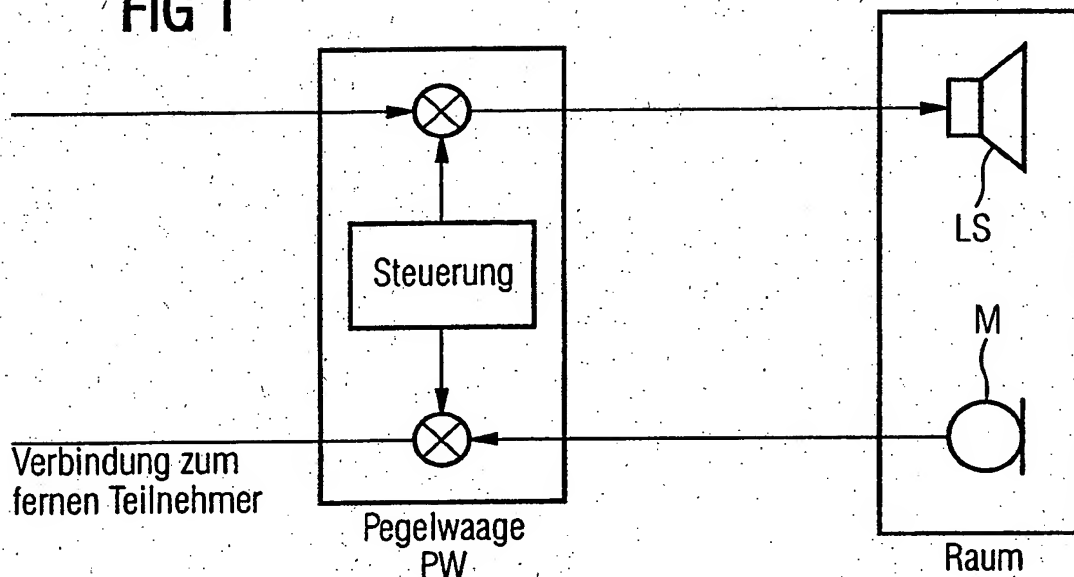 FIG 1
Steuerung
LS
M
Verbindung zum
fernen Teilnehmer
Pegelwaage
PW
Raum